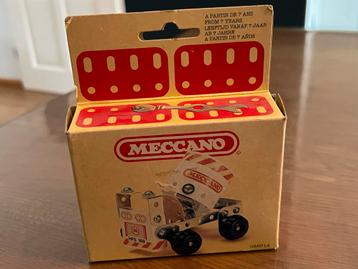 A PARTIR DE 7 ANS
FROM 7 YEARS
LEEFTIJD VANAF 7 JAAR
AB 7 JAHRE
A PARTIR DE 7 AÑOS
MECCANO
MECCANO